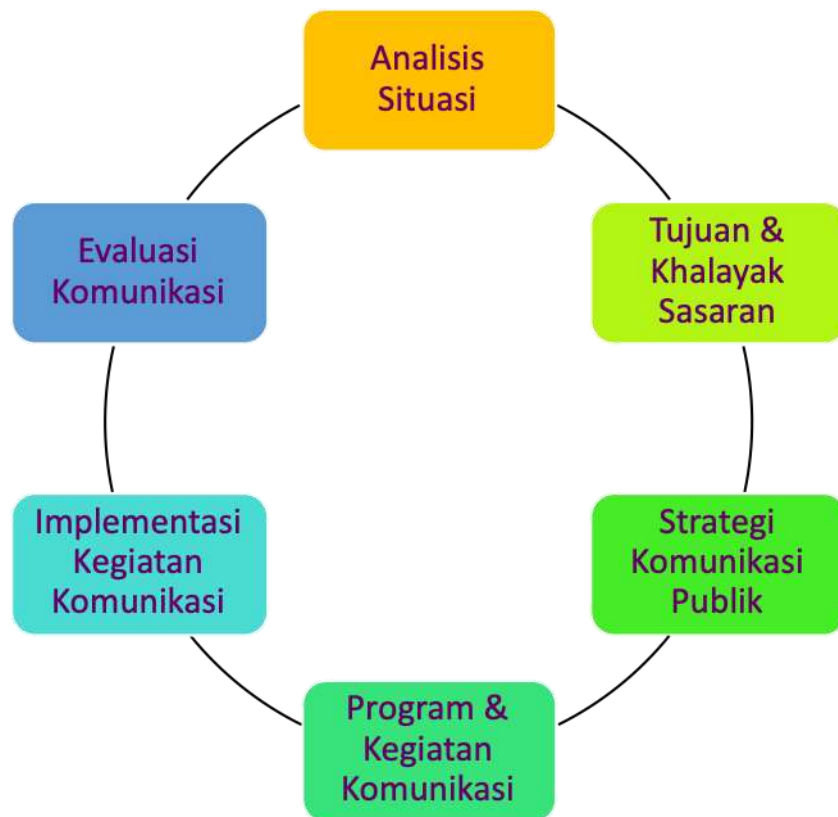 Analisis
Situasi
Tujuan &
Khalayak
Sasaran
Strategi
Komunikasi
Publik
Program &
Kegiatan
Komunikasi
Implementasi
Kegiatan
Komunikasi
Evaluasi
Komunikasi